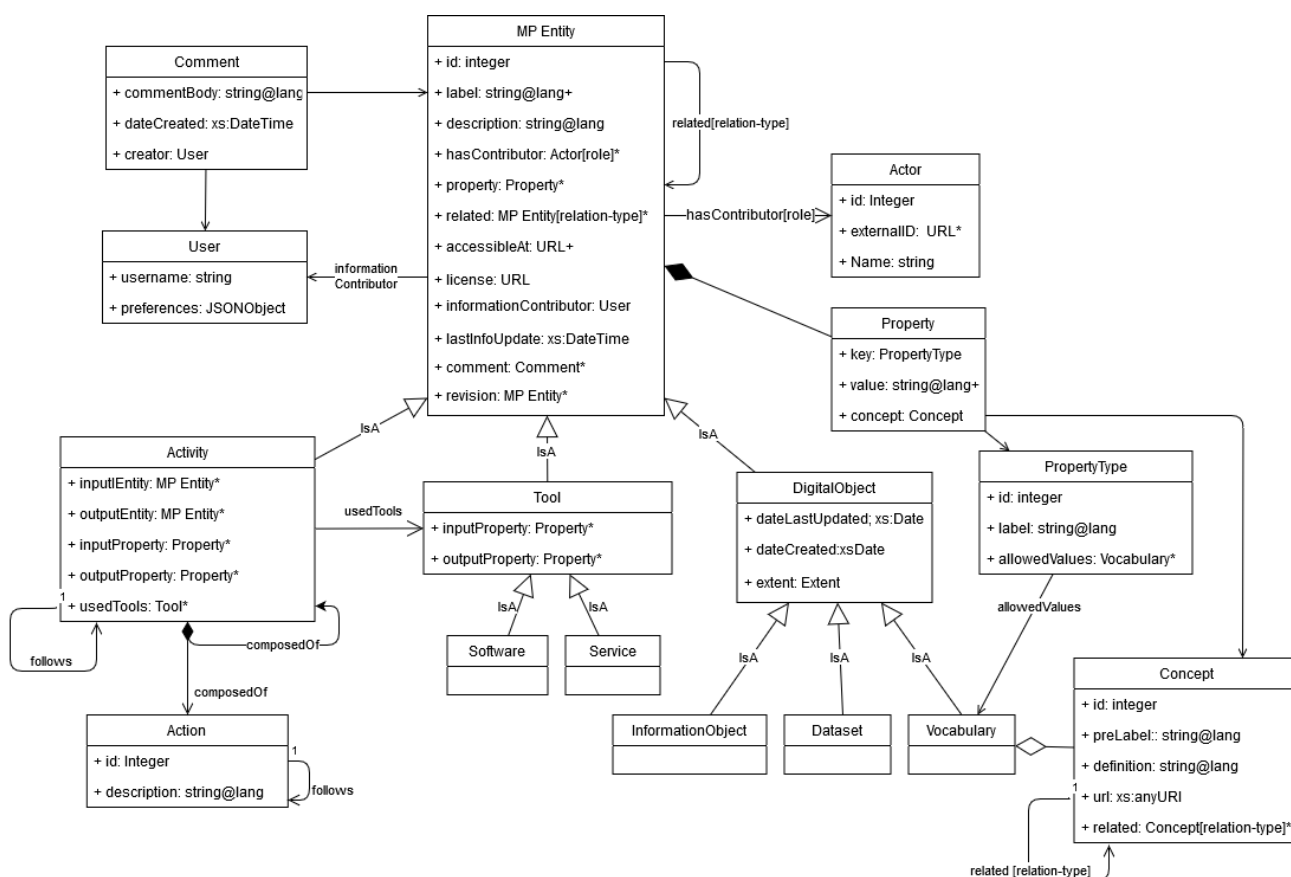 MP Entity
+ id: integer
+ label: string@lang+
+ description: string@lang
+ hasContributor: Actor[role]*
+ property: Property*
+ related: MP Entity[relation-type]*
+ accessibleAt: URL+
+ license: URL
+ informationContributor: User
+ lastInfoUpdate: xs:DateTime
+ comment: Comment*
+ revision: MP Entity*
Comment
+ commentBody: string@lang
+ dateCreated: xs:DateTime
+ creator: User
related[relation-type]
Actor
+ id: Integer
+ externalID:  URL*
+ Name: string
hasContributor[role]
User
+ username: string
+ preferences: JSONObject
information
Contributor
Property
+ key: PropertyType
+ value: string@lang+
+ concept: Concept
IsA
IsA
IsA
Activity
+ inputIEntity: MP Entity*
+ outputEntity: MP Entity*
+ inputProperty: Property*
+ outputProperty: Property*
+ usedTools: Tool*
1
follows
composedOf
composedOf
usedTools
Tool
+ inputProperty: Property*
+ outputProperty: Property*
DigitalObject
+ dateLastUpdated; xs:Date
+ dateCreated:xsDate
+ extent: Extent
PropertyType
+ id: integer
+ label: string@lang
+ allowedValues: Vocabulary*
allowedValues
IsA
IsA
Software
Service
IsA
IsA
IsA
Action
+ id: Integer
+ description: string@lang
1
follows
InformationObject
Dataset
Vocabulary
Concept
+ id: integer
+ preLabel:: string@lang
+ definition: string@lang
+ url: xs:anyURI
+ related: Concept[relation-type]*
1
related [relation-type]